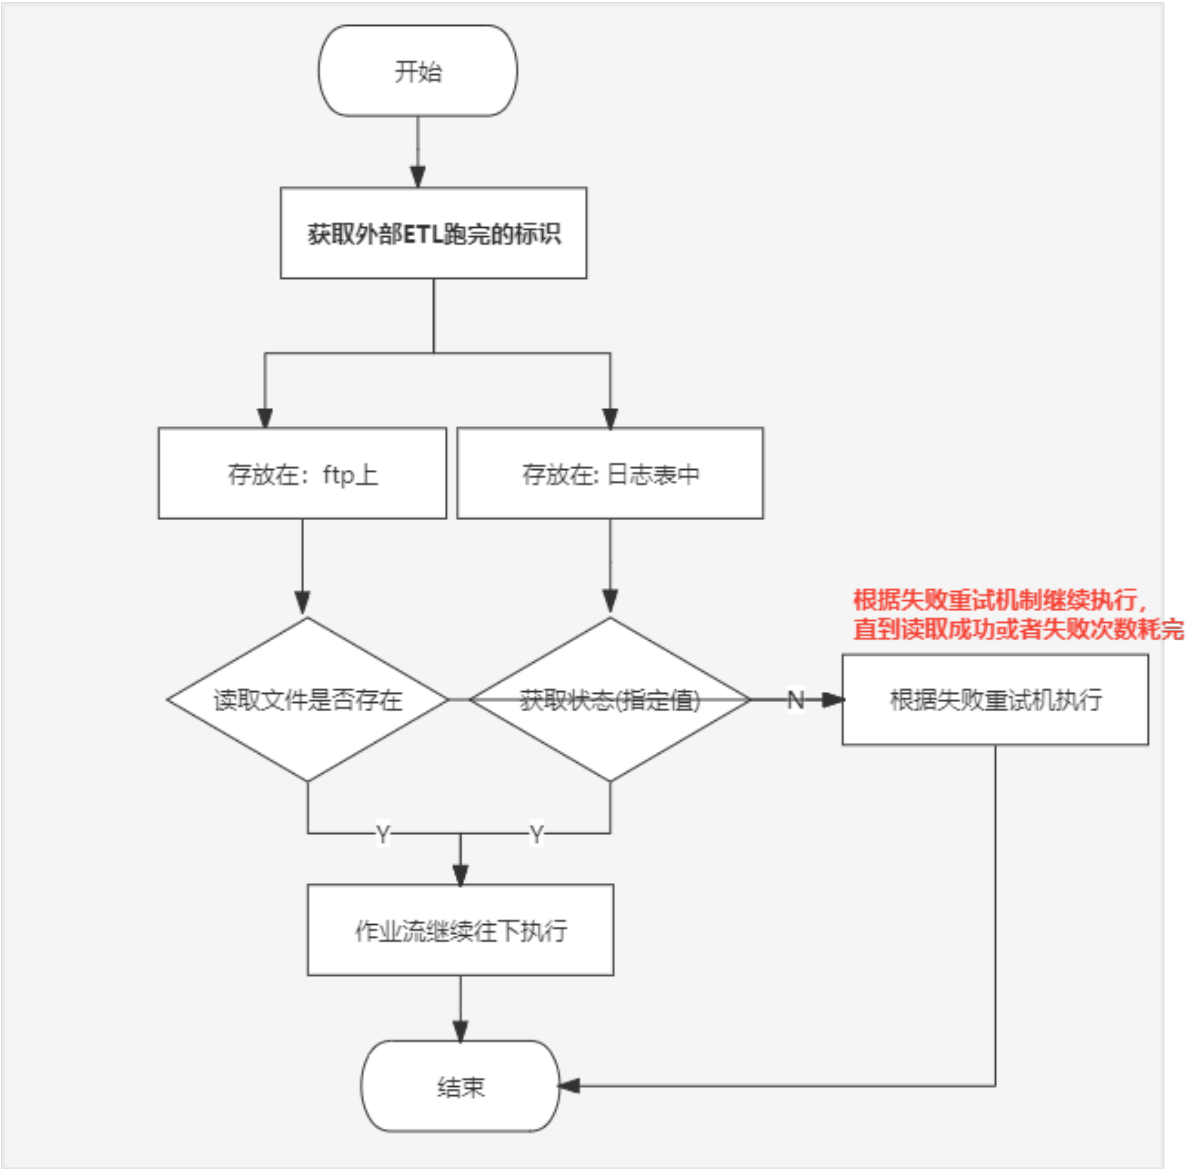 开始
获取外部ETL跑完的标识
存放在：ftp上
存放在: 日志表中
根据失败重试机制继续执行，
直到读取成功或者失败次数耗完
读取文件是否存在
获取状态(指定值)
N
根据失败重试机执行
Y
Y
作业流继续往下执行
结束